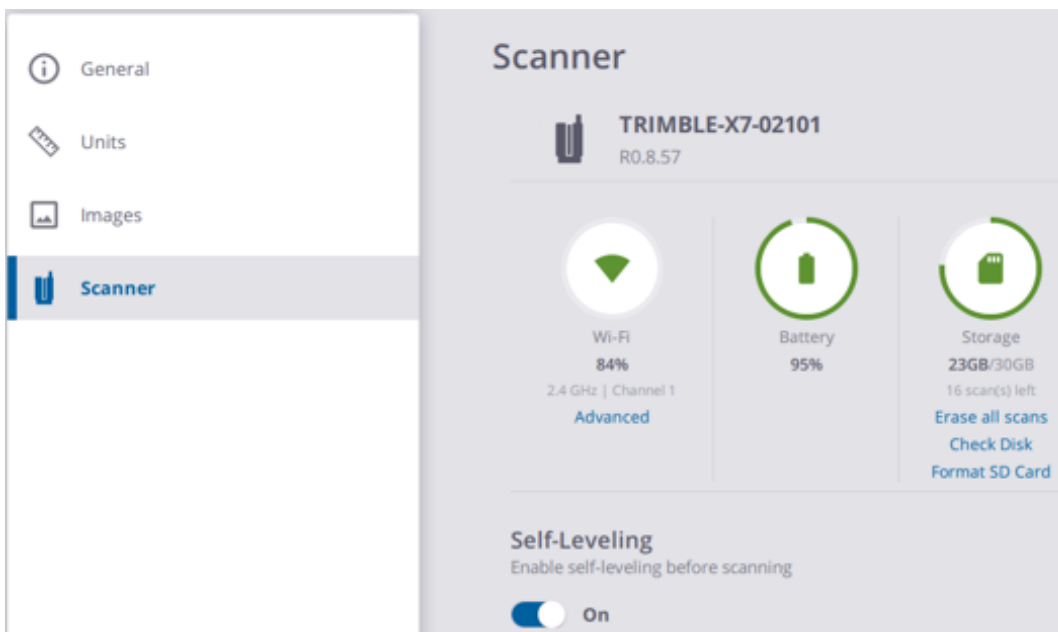 General
Units
Images
Scanner
Scanner
TRIMBLE-X7-02101
R0.8.57
Wi-Fi
84%
2.4 GHz | Channel 1
Advanced
Battery
95%
Storage
23GB/30GB
16 scan(s) left
Erase all scans
Check Disk
Format SD Card
Self-Leveling
Enable self-leveling before scanning
On